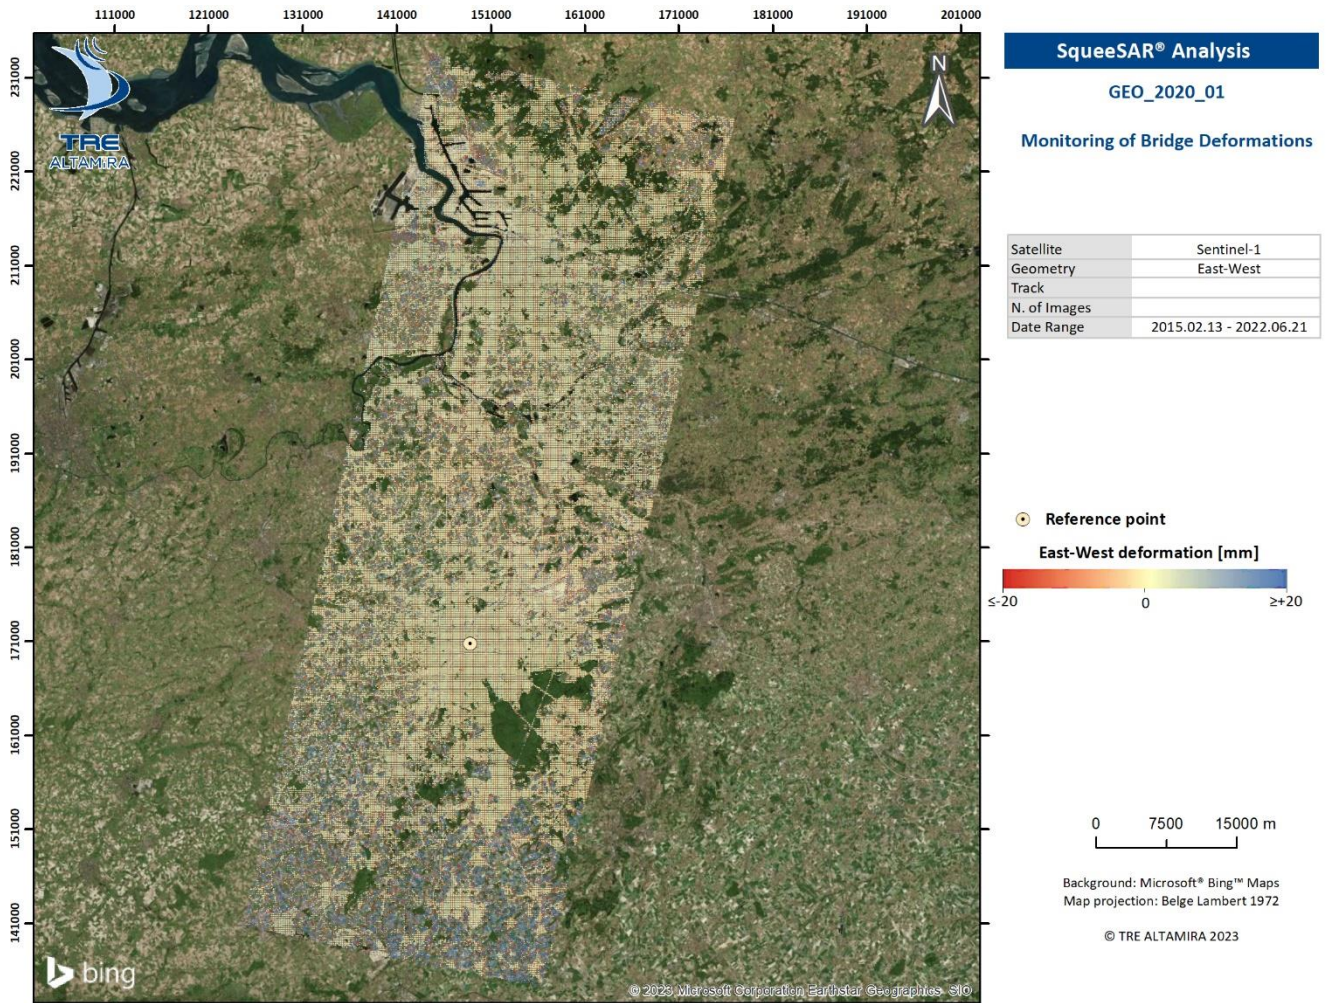 111000 121000 131000 141000 151000 161000 171000 181000 191000 201000
231000
221000
211000
201000
191000
181000
171000
161000
151000
141000
TRE
ALTAMIRA
N
bing
© 2023 Microsoft Corporation Earthstar Geographics SIO
SqueeSAR® Analysis
GEO_2020_01
Monitoring of Bridge Deformations
Satellite Sentinel-1
Geometry East-West
Track
N. of Images
Date Range 2015.02.13 - 2022.06.21
Reference point
East-West deformation [mm]
≤-20 0 ≥+20
0 7500 15000 m
Background: Microsoft® Bing™ Maps
Map projection: Belge Lambert 1972
© TRE ALTAMIRA 2023